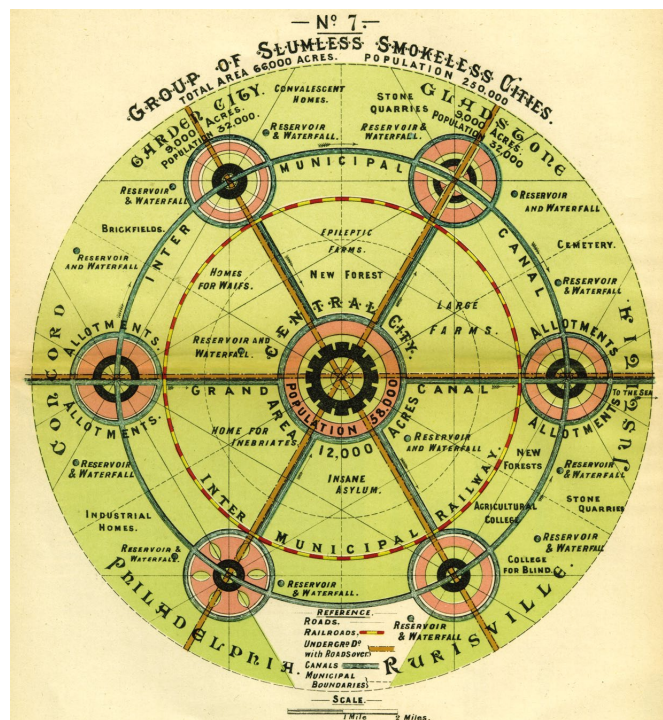 — Nº 7. —
GROUP OF SLUMLESS SMOKELESS CITIES.
TOTAL AREA 66,000 ACRES. POPULATION 250,000
GARDEN CITY.
9,000 ACRES.
POPULATION 32,000.
CONVALESCENT
HOMES.
STONE
QUARRIES
GLADSTONE
9,000 ACRES.
POPULATION
32,000
RESERVOIR
& WATERFALL
RESERVOIR &
WATERFALL.
INTER MUNICIPAL CANAL
RESERVOIR
& WATERFALL
RESERVOIR
AND WATERFALL
BRICKFIELDS.
CEMETERY.
RESERVOIR
AND WATERFALL
RESERVOIR
& WATERFALL
EPILEPTIC
FARMS.
NEW FOREST
HOMES
FOR WAIFS.
LARGE
FARMS.
RESERVOIR AND
WATERFALL.
CENTRAL CITY.
POPULATION 58,000
AREA 12,000 ACRES
GRAND CANAL
CONCORD
ALLOTMENTS.
ALLOTMENTS.
JUSTITIA
ALLOTMENTS
ALLOTMENTS
TO THE SEA
HOME FOR
INEBRIATES.
RESERVOIR
AND WATERFALL
INSANE
ASYLUM.
INTER MUNICIPAL RAILWAY.
RESERVOIR
& WATERFALL
NEW
FORESTS
RESERVOIR
& WATERFALL
INDUSTRIAL
HOMES.
AGRICULTURAL
COLLEGE
STONE
QUARRIES
RESERVOIR &
WATERFALL.
RESERVOIR
& WATERFALL
COLLEGE
FOR BLIND.
RESERVOIR
& WATERFALL
PHILADELPHIA.
RURISVILLE.
RESERVOIR
& WATERFALL
REFERENCE.
ROADS.
RAILROADS.
UNDERGRD Dº
with ROADS over.
CANALS
MUNICIPAL
BOUNDARIES
— SCALE. —
1 Mile 2 Miles.